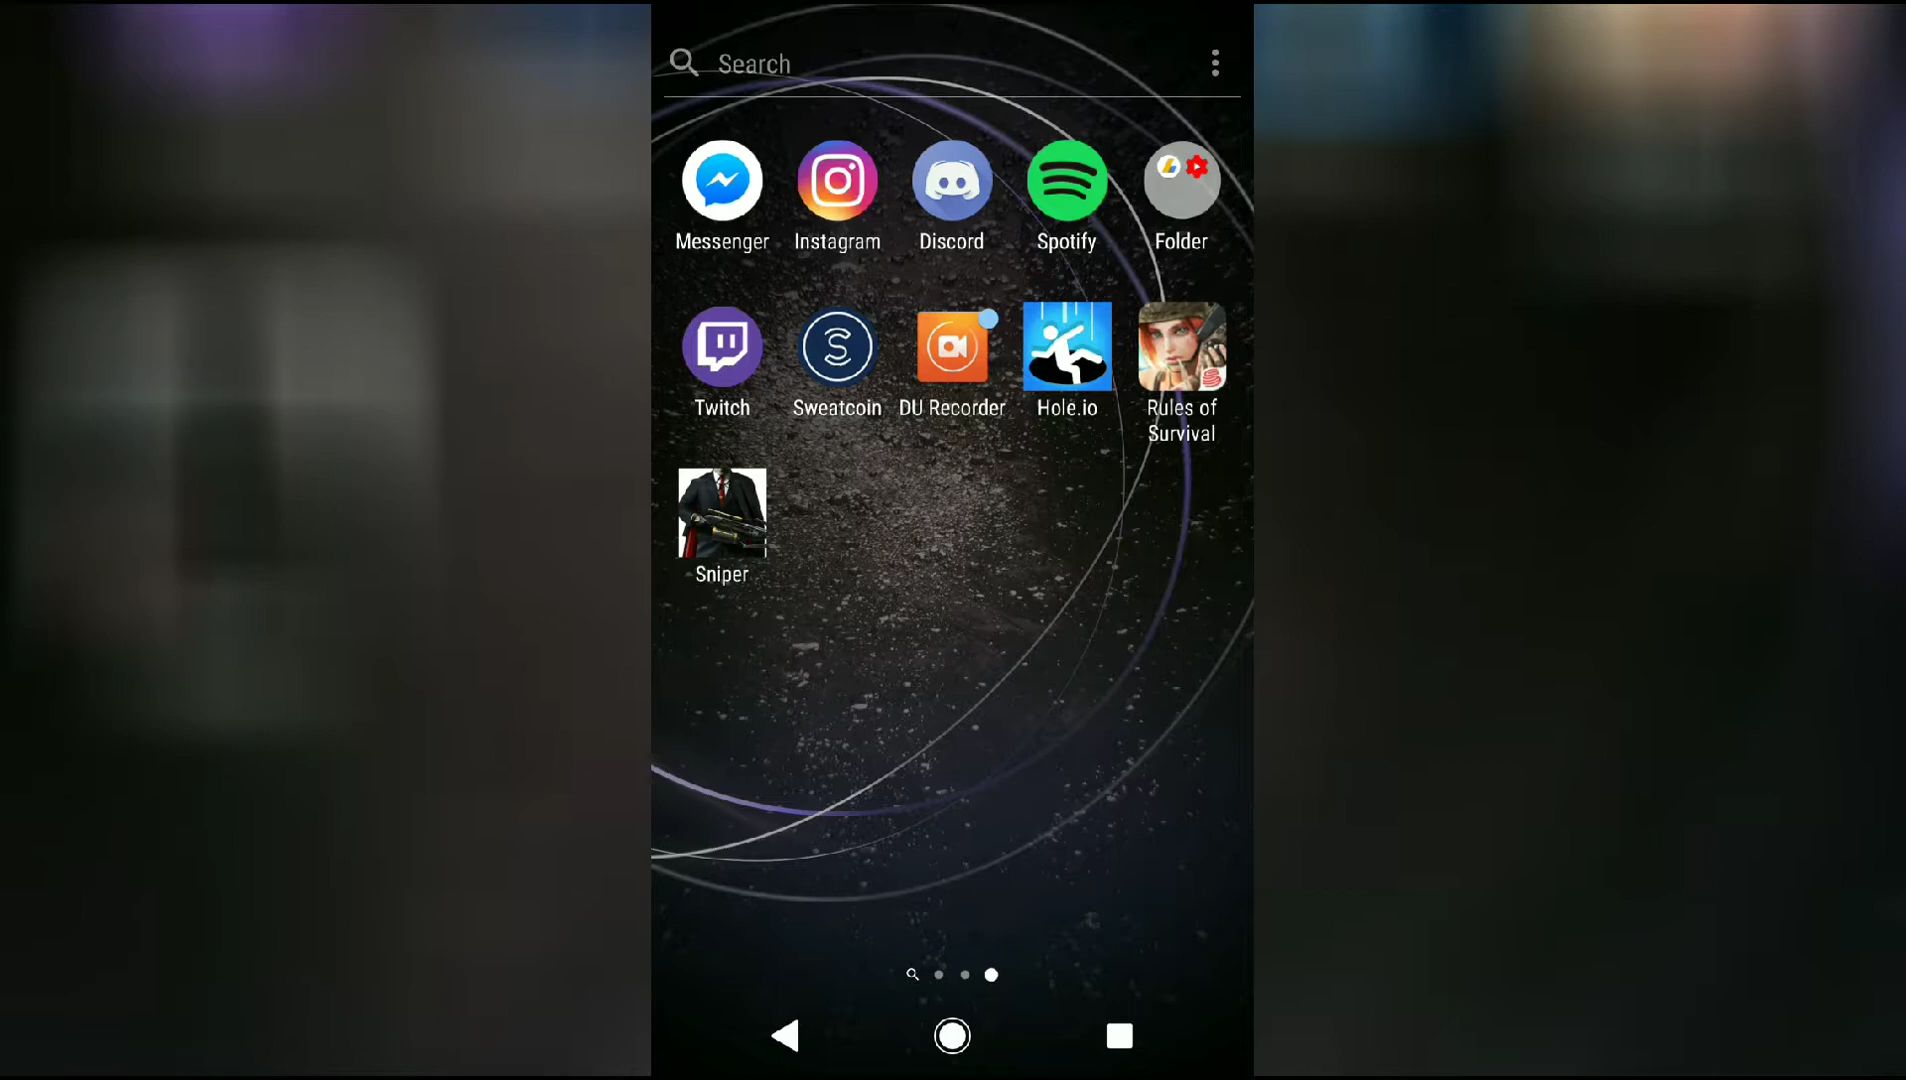 Search
Messenger
Instagram
Discord
Spotify
Folder
Twitch
Sweatcoin
DU Recorder
Hole.io
Rules of
Survival
Sniper